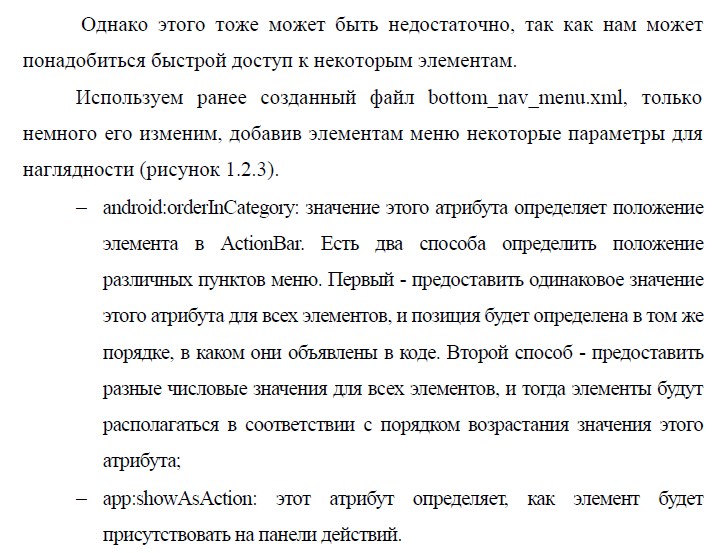 Однако этого тоже может быть недостаточно, так как нам может
понадобиться быстрой доступ к некоторым элементам.
Используем ранее созданный файл bottom_nav_menu.xml, только
немного его изменим, добавив элементам меню некоторые параметры для
наглядности (рисунок 1.2.3).
– android:orderInCategory: значение этого атрибута определяет положение
элемента в ActionBar. Есть два способа определить положение
различных пунктов меню. Первый - предоставить одинаковое значение
этого атрибута для всех элементов, и позиция будет определена в том же
порядке, в каком они объявлены в коде. Второй способ - предоставить
разные числовые значения для всех элементов, и тогда элементы будут
располагаться в соответствии с порядком возрастания значения этого
атрибута;
– app:showAsAction: этот атрибут определяет, как элемент будет
присутствовать на панели действий.